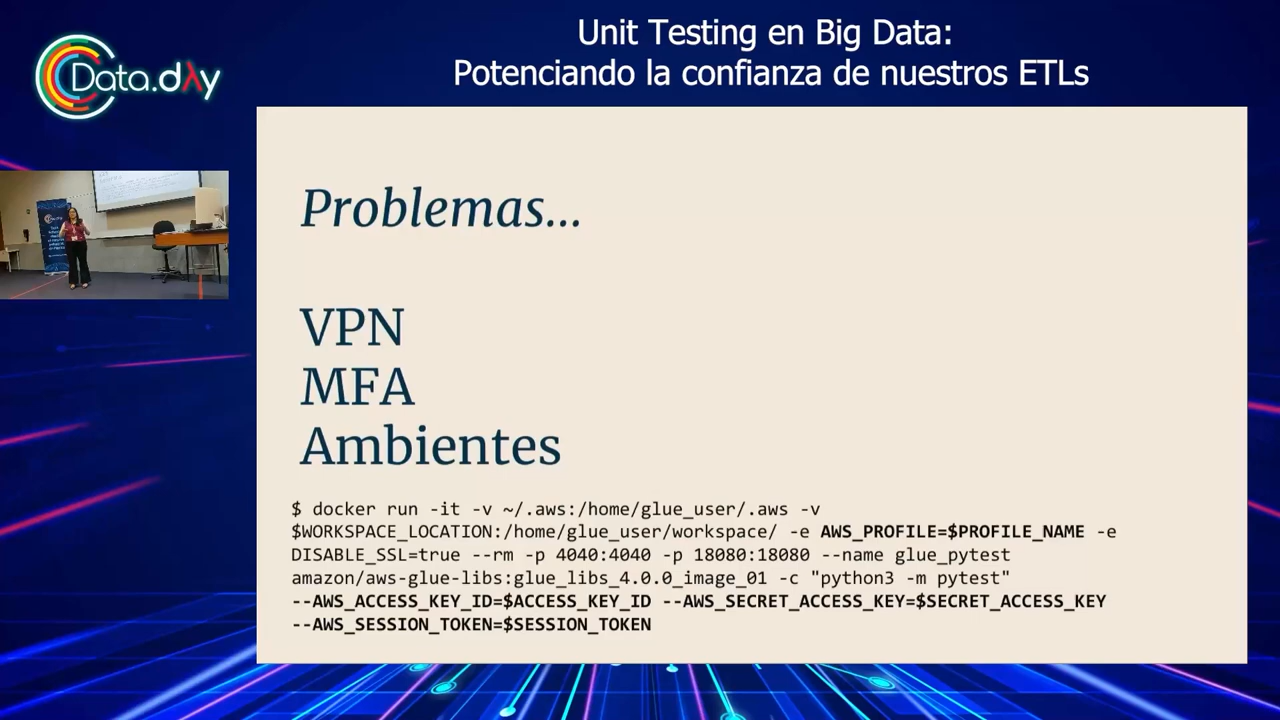 Unit Testing en Big Data:
Potenciando la confianza de nuestros ETLs
Data.dλy
Problemas...
VPN
MFA
Ambientes
$ docker run -it -v ~/.aws:/home/glue_user/.aws -v
$WORKSPACE_LOCATION:/home/glue_user/workspace/ -e AWS_PROFILE=$PROFILE_NAME -e
DISABLE_SSL=true --rm -p 4040:4040 -p 18080:18080 --name glue_pytest
amazon/aws-glue-libs:glue_libs_4.0.0_image_01 -c "python3 -m pytest"
--AWS_ACCESS_KEY_ID=$ACCESS_KEY_ID --AWS_SECRET_ACCESS_KEY=$SECRET_ACCESS_KEY
--AWS_SESSION_TOKEN=$SESSION_TOKEN